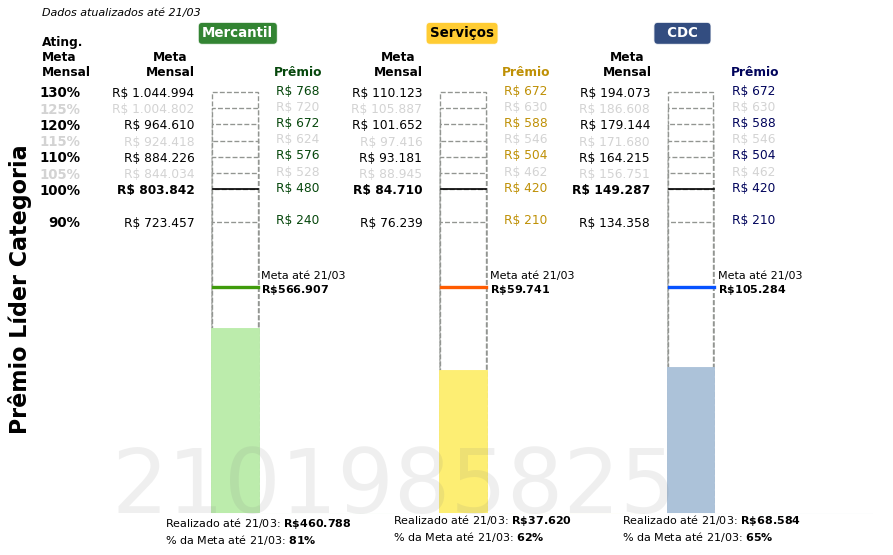 Dados atualizados até 21/03
Mercantil Serviços CDC
Ating. Meta Mensal Meta Mensal Prêmio Meta Mensal Prêmio Meta Mensal Prêmio
130% R$ 1.044.994 R$ 768 R$ 110.123 R$ 672 R$ 194.073 R$ 672
125% R$ 1.004.802 R$ 720 R$ 105.887 R$ 630 R$ 186.608 R$ 630
120% R$ 964.610 R$ 672 R$ 101.652 R$ 588 R$ 179.144 R$ 588
115% R$ 924.418 R$ 624 R$ 97.416 R$ 546 R$ 171.680 R$ 546
110% R$ 884.226 R$ 576 R$ 93.181 R$ 504 R$ 164.215 R$ 504
105% R$ 844.034 R$ 528 R$ 88.945 R$ 462 R$ 156.751 R$ 462
100% R$ 803.842 R$ 480 R$ 84.710 R$ 420 R$ 149.287 R$ 420
90% R$ 723.457 R$ 240 R$ 76.239 R$ 210 R$ 134.358 R$ 210
Meta até 21/03 Meta até 21/03 Meta até 21/03
R$566.907 R$59.741 R$105.284
Prêmio Líder Categoria
2101985825
Realizado até 21/03: R$460.788 Realizado até 21/03: R$37.620 Realizado até 21/03: R$68.584
% da Meta até 21/03: 81% % da Meta até 21/03: 62% % da Meta até 21/03: 65%